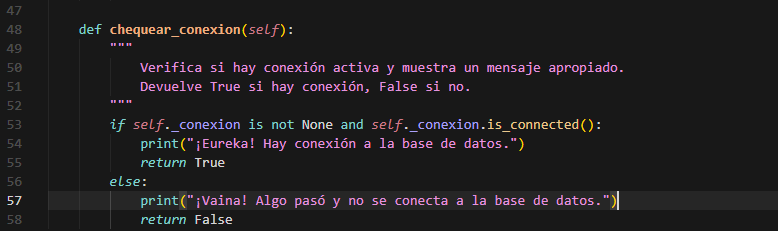 47
48 def chequear_conexion(self):
49 """
50 Verifica si hay conexión activa y muestra un mensaje apropiado.
51 Devuelve True si hay conexión, False si no.
52 """
53 if self._conexion is not None and self._conexion.is_connected():
54 print("¡Eureka! Hay conexión a la base de datos.")
55 return True
56 else:
57 print("¡Vaina! Algo pasó y no se conecta a la base de datos.")
58 return False